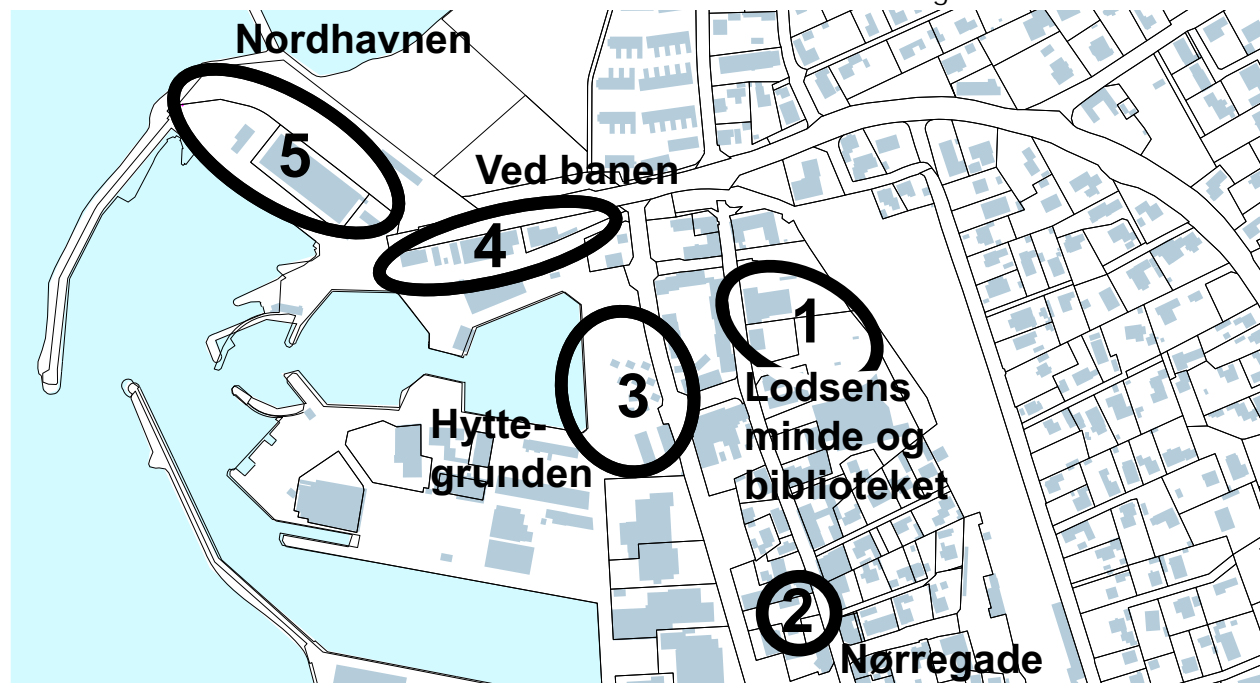 Nordhavnen
5
Ved banen
4
1
3
Lodsens
minde og
biblioteket
Hytte-
grunden
2
Nørregade